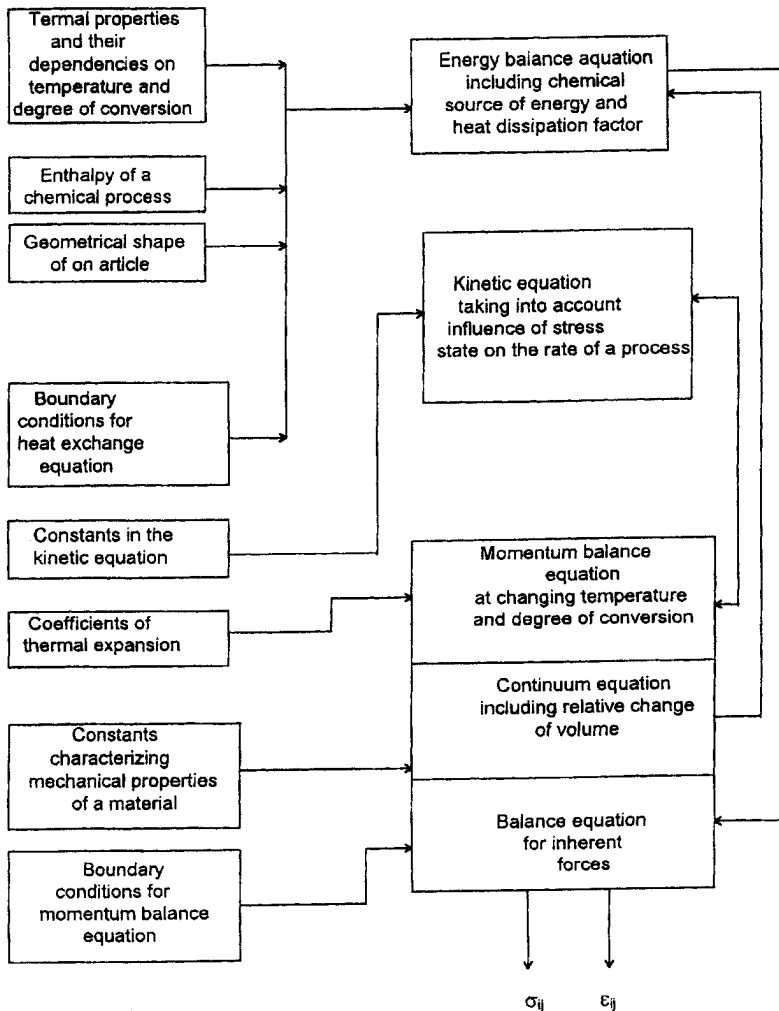 Termal properties
and their
dependencies on
temperature and
degree of conversion
Enthalpy of a
chemical process
Geometrical shape
of on article
Boundary
conditions for
heat exchange
equation
Constants in the
kinetic equation
Coefficients of
thermal expansion
Constants
characterizing
mechanical properties
of a material
Boundary
conditions for
momentum balance
equation
Energy balance aquation
including chemical
source of energy and
heat dissipation factor
Kinetic equation
taking into account
influence of stress
state on the rate of a process
Momentum balance
equation
at changing temperature
and degree of conversion
Continuum equation
including relative change
of volume
Balance equation
for inherent
forces
σij
εij